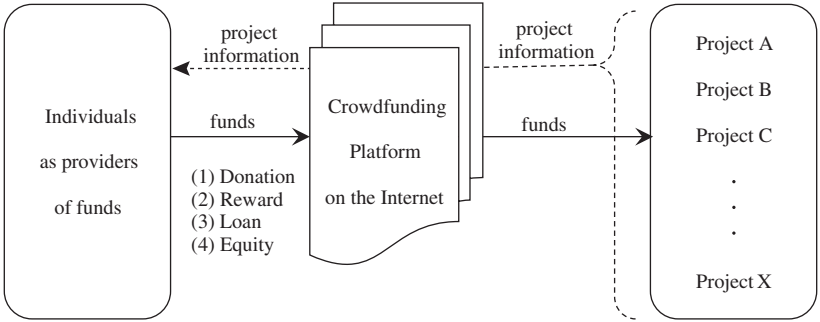 Individuals
as providers
of funds
project
information
funds
(1) Donation
(2) Reward
(3) Loan
(4) Equity
Crowdfunding
Platform
on the Internet
project
information
funds
Project A
Project B
Project C
.
.
.
Project X